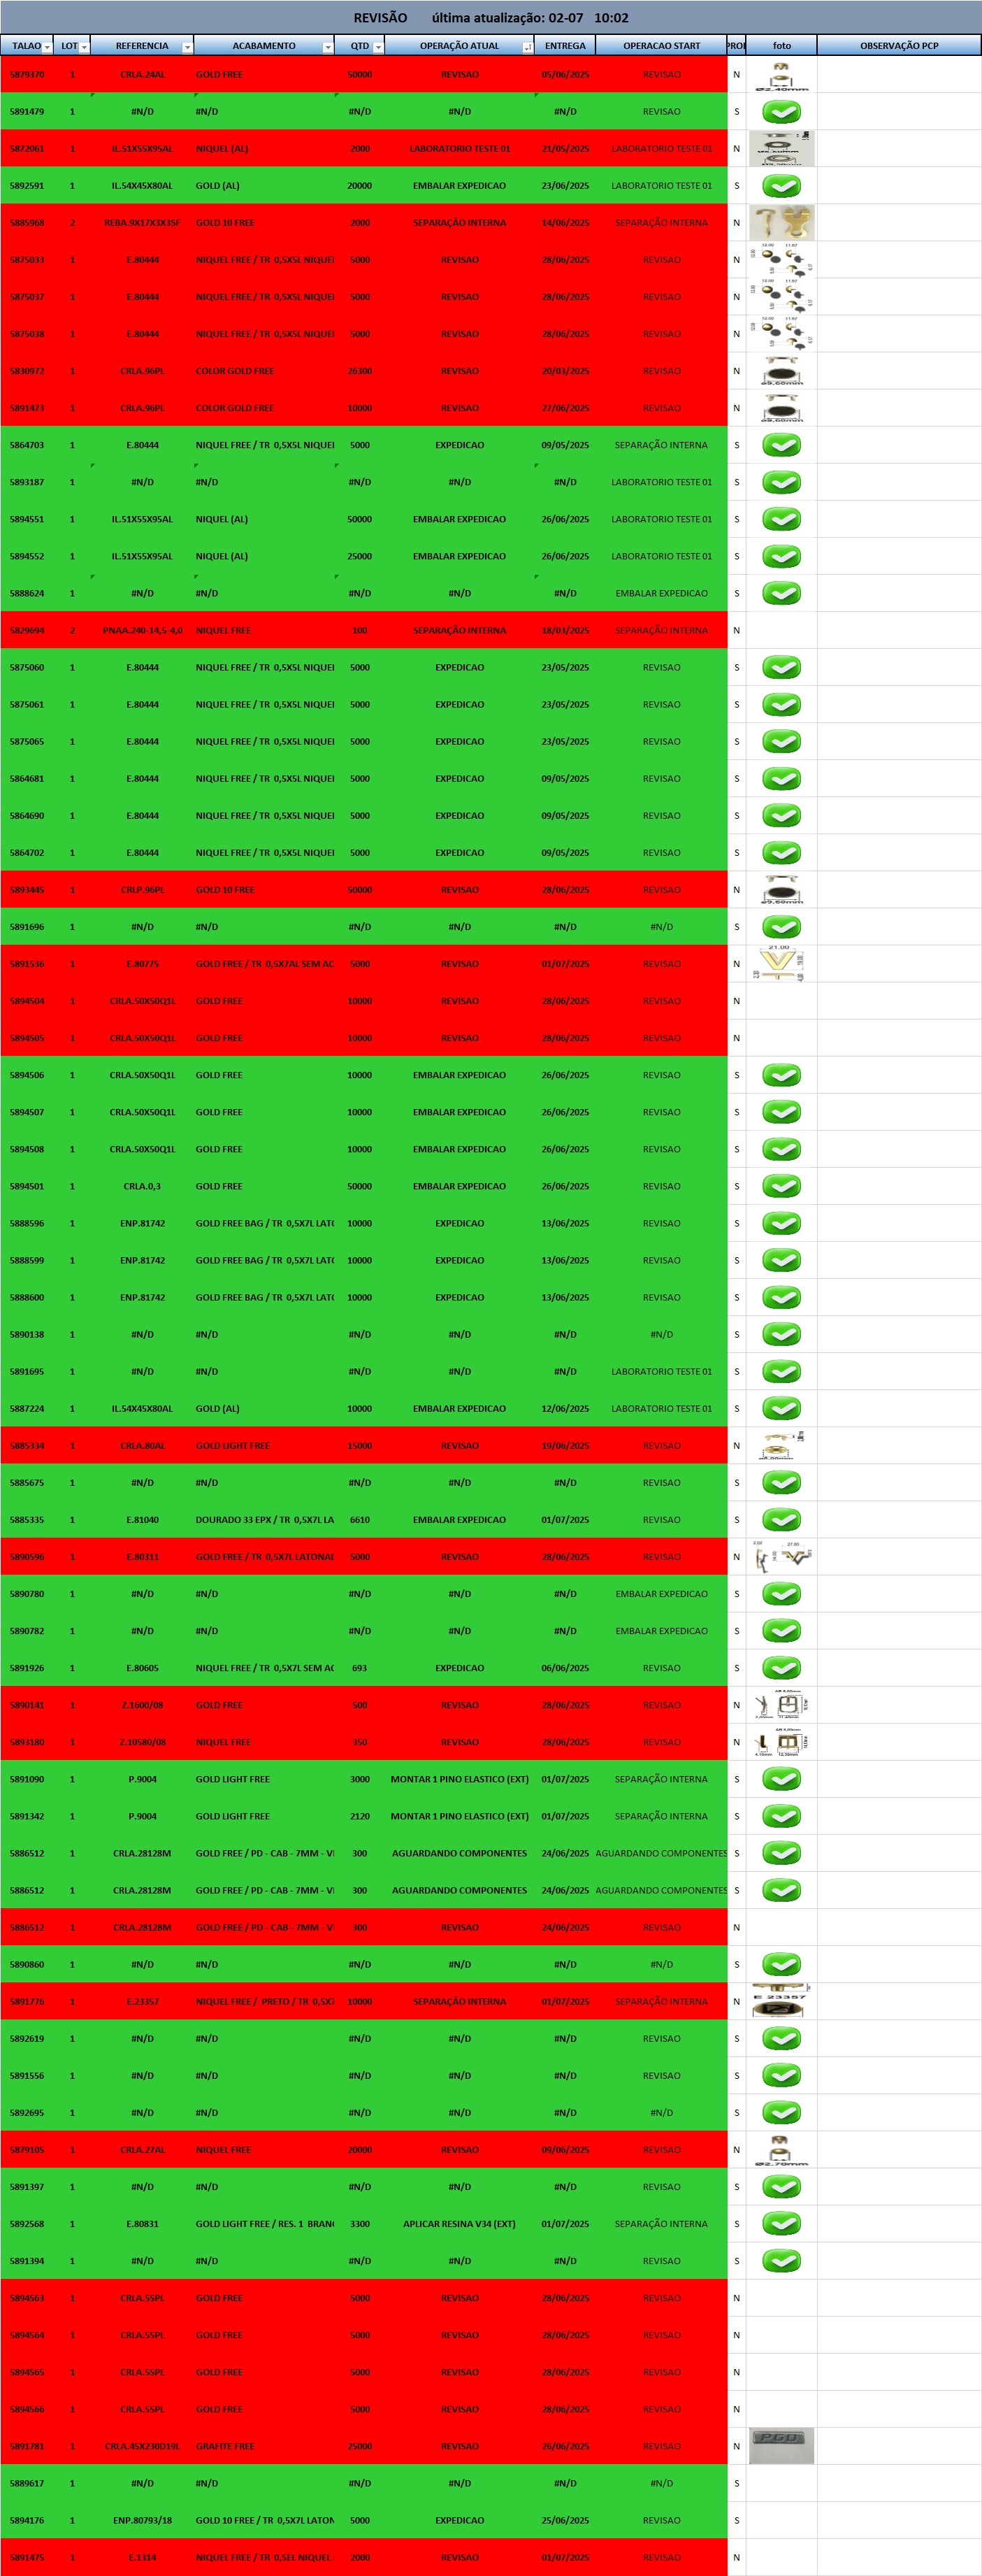 REVISÃO última atualização: 02-07 10:02
TALAO LOT REFERENCIA ACABAMENTO QTD OPERAÇÃO ATUAL ENTREGA OPERACAO START PRO foto OBSERVAÇÃO PCP
5879370 1 CRLA.24AL GOLD FREE 50000 REVISAO 05/06/2025 REVISAO N
Ø2.40mm
5891479 1 #N/D #N/D #N/D #N/D #N/D REVISAO S
5872061 1 IL.51X55X95AL NIQUEL (AL) 2000 LABORATORIO TESTE 01 21/05/2025 LABORATORIO TESTE 01 N
5892591 1 IL.54X45X80AL GOLD (AL) 20000 EMBALAR EXPEDICAO 23/06/2025 LABORATORIO TESTE 01 S
5885968 2 REBA.9X17X3X3SF GOLD 10 FREE 2000 SEPARAÇÃO INTERNA 14/06/2025 SEPARAÇÃO INTERNA N
5875033 1 E.80444 NIQUEL FREE / TR 0,5X5L NIQUEL 5000 REVISAO 28/06/2025 REVISAO N
5875037 1 E.80444 NIQUEL FREE / TR 0,5X5L NIQUEL 5000 REVISAO 28/06/2025 REVISAO N
5875038 1 E.80444 NIQUEL FREE / TR 0,5X5L NIQUEL 5000 REVISAO 28/06/2025 REVISAO N
5830972 1 CRLA.96PL COLOR GOLD FREE 26300 REVISAO 20/03/2025 REVISAO N
ø9,60mm
5891473 1 CRLA.96PL COLOR GOLD FREE 10000 REVISAO 27/06/2025 REVISAO N
ø9,60mm
5864703 1 E.80444 NIQUEL FREE / TR 0,5X5L NIQUEL 5000 EXPEDICAO 09/05/2025 SEPARAÇÃO INTERNA S
5893187 1 #N/D #N/D #N/D #N/D #N/D LABORATORIO TESTE 01 S
5894551 1 IL.51X55X95AL NIQUEL (AL) 50000 EMBALAR EXPEDICAO 26/06/2025 LABORATORIO TESTE 01 S
5894552 1 IL.51X55X95AL NIQUEL (AL) 25000 EMBALAR EXPEDICAO 26/06/2025 LABORATORIO TESTE 01 S
5888624 1 #N/D #N/D #N/D #N/D #N/D EMBALAR EXPEDICAO S
5829694 2 PNAA.240-14,5-4,0 NIQUEL FREE 100 SEPARAÇÃO INTERNA 18/03/2025 SEPARAÇÃO INTERNA N
5875060 1 E.80444 NIQUEL FREE / TR 0,5X5L NIQUEL 5000 EXPEDICAO 23/05/2025 REVISAO S
5875061 1 E.80444 NIQUEL FREE / TR 0,5X5L NIQUEL 5000 EXPEDICAO 23/05/2025 REVISAO S
5875065 1 E.80444 NIQUEL FREE / TR 0,5X5L NIQUEL 5000 EXPEDICAO 23/05/2025 REVISAO S
5864681 1 E.80444 NIQUEL FREE / TR 0,5X5L NIQUEL 5000 EXPEDICAO 09/05/2025 REVISAO S
5864690 1 E.80444 NIQUEL FREE / TR 0,5X5L NIQUEL 5000 EXPEDICAO 09/05/2025 REVISAO S
5864702 1 E.80444 NIQUEL FREE / TR 0,5X5L NIQUEL 5000 EXPEDICAO 09/05/2025 REVISAO S
5893445 1 CRLP.96PL GOLD 10 FREE 50000 REVISAO 28/06/2025 REVISAO N
ø9,60mm
5891696 1 #N/D #N/D #N/D #N/D #N/D #N/D S
5891536 1 E.80775 GOLD FREE / TR 0,5X7AL SEM AC 5000 REVISAO 01/07/2025 REVISAO N
21.00
5894504 1 CRLA.50X50Q1L GOLD FREE 10000 REVISAO 28/06/2025 REVISAO N
5894505 1 CRLA.50X50Q1L GOLD FREE 10000 REVISAO 28/06/2025 REVISAO N
5894506 1 CRLA.50X50Q1L GOLD FREE 10000 EMBALAR EXPEDICAO 26/06/2025 REVISAO S
5894507 1 CRLA.50X50Q1L GOLD FREE 10000 EMBALAR EXPEDICAO 26/06/2025 REVISAO S
5894508 1 CRLA.50X50Q1L GOLD FREE 10000 EMBALAR EXPEDICAO 26/06/2025 REVISAO S
5894501 1 CRLA.0,3 GOLD FREE 50000 EMBALAR EXPEDICAO 26/06/2025 REVISAO S
5888596 1 ENP.81742 GOLD FREE BAG / TR 0,5X7L LAT 10000 EXPEDICAO 13/06/2025 REVISAO S
5888599 1 ENP.81742 GOLD FREE BAG / TR 0,5X7L LAT 10000 EXPEDICAO 13/06/2025 REVISAO S
5888600 1 ENP.81742 GOLD FREE BAG / TR 0,5X7L LAT 10000 EXPEDICAO 13/06/2025 REVISAO S
5890138 1 #N/D #N/D #N/D #N/D #N/D #N/D S
5891695 1 #N/D #N/D #N/D #N/D #N/D LABORATORIO TESTE 01 S
5887224 1 IL.54X45X80AL GOLD (AL) 10000 EMBALAR EXPEDICAO 12/06/2025 LABORATORIO TESTE 01 S
5885334 1 CRLA.80AL GOLD LIGHT FREE 15000 REVISAO 19/06/2025 REVISAO N
5885675 1 #N/D #N/D #N/D #N/D #N/D REVISAO S
5885335 1 E.81040 DOURADO 33 EPX / TR 0,5X7L LA 6610 EMBALAR EXPEDICAO 01/07/2025 REVISAO S
5890596 1 E.80311 GOLD FREE / TR 0,5X7L LATONAD 5000 REVISAO 28/06/2025 REVISAO N
5890780 1 #N/D #N/D #N/D #N/D #N/D EMBALAR EXPEDICAO S
5890782 1 #N/D #N/D #N/D #N/D #N/D EMBALAR EXPEDICAO S
5891926 1 E.80605 NIQUEL FREE / TR 0,5X7L SEM AC 693 EXPEDICAO 06/06/2025 REVISAO S
5890141 1 Z.1600/08 GOLD FREE 500 REVISAO 28/06/2025 REVISAO N
5893180 1 Z.10580/08 NIQUEL FREE 350 REVISAO 28/06/2025 REVISAO N
5891090 1 P.9004 GOLD LIGHT FREE 3000 MONTAR 1 PINO ELASTICO (EXT) 01/07/2025 SEPARAÇÃO INTERNA S
5891342 1 P.9004 GOLD LIGHT FREE 2120 MONTAR 1 PINO ELASTICO (EXT) 01/07/2025 SEPARAÇÃO INTERNA S
5886512 1 CRLA.28128M GOLD FREE / PD - CAB - 7MM - VI 300 AGUARDANDO COMPONENTES 24/06/2025 AGUARDANDO COMPONENTES S
5886512 1 CRLA.28128M GOLD FREE / PD - CAB - 7MM - VI 300 AGUARDANDO COMPONENTES 24/06/2025 AGUARDANDO COMPONENTES S
5886512 1 CRLA.28128M GOLD FREE / PD - CAB - 7MM - VI 300 REVISAO 24/06/2025 REVISAO N
5890860 1 #N/D #N/D #N/D #N/D #N/D #N/D S
5891776 1 E.23357 NIQUEL FREE / PRETO / TR 0,5X7 10000 SEPARAÇÃO INTERNA 01/07/2025 SEPARAÇÃO INTERNA N
E 23357
5892619 1 #N/D #N/D #N/D #N/D #N/D REVISAO S
5891556 1 #N/D #N/D #N/D #N/D #N/D REVISAO S
5892695 1 #N/D #N/D #N/D #N/D #N/D #N/D S
5879105 1 CRLA.27AL NIQUEL FREE 20000 REVISAO 09/06/2025 REVISAO N
Ø2.70mm
5891397 1 #N/D #N/D #N/D #N/D #N/D REVISAO S
5892568 1 E.80831 GOLD LIGHT FREE / RES. 1 BRAN 3300 APLICAR RESINA V34 (EXT) 01/07/2025 SEPARAÇÃO INTERNA S
5891394 1 #N/D #N/D #N/D #N/D #N/D REVISAO S
5894563 1 CRLA.55PL GOLD FREE 5000 REVISAO 28/06/2025 REVISAO N
5894564 1 CRLA.55PL GOLD FREE 5000 REVISAO 28/06/2025 REVISAO N
5894565 1 CRLA.55PL GOLD FREE 5000 REVISAO 28/06/2025 REVISAO N
5894566 1 CRLA.55PL GOLD FREE 5000 REVISAO 28/06/2025 REVISAO N
5891781 1 CRLA.45X230D19L GRAFITE FREE 25000 REVISAO 26/06/2025 REVISAO N
5889617 1 #N/D #N/D #N/D #N/D #N/D #N/D S
5894176 1 ENP.80793/18 GOLD 10 FREE / TR 0,5X7L LATON 5000 EXPEDICAO 25/06/2025 REVISAO S
5891475 1 E.1314 NIQUEL FREE / TR 0,5EL NIQUEL 2000 REVISAO 01/07/2025 REVISAO N